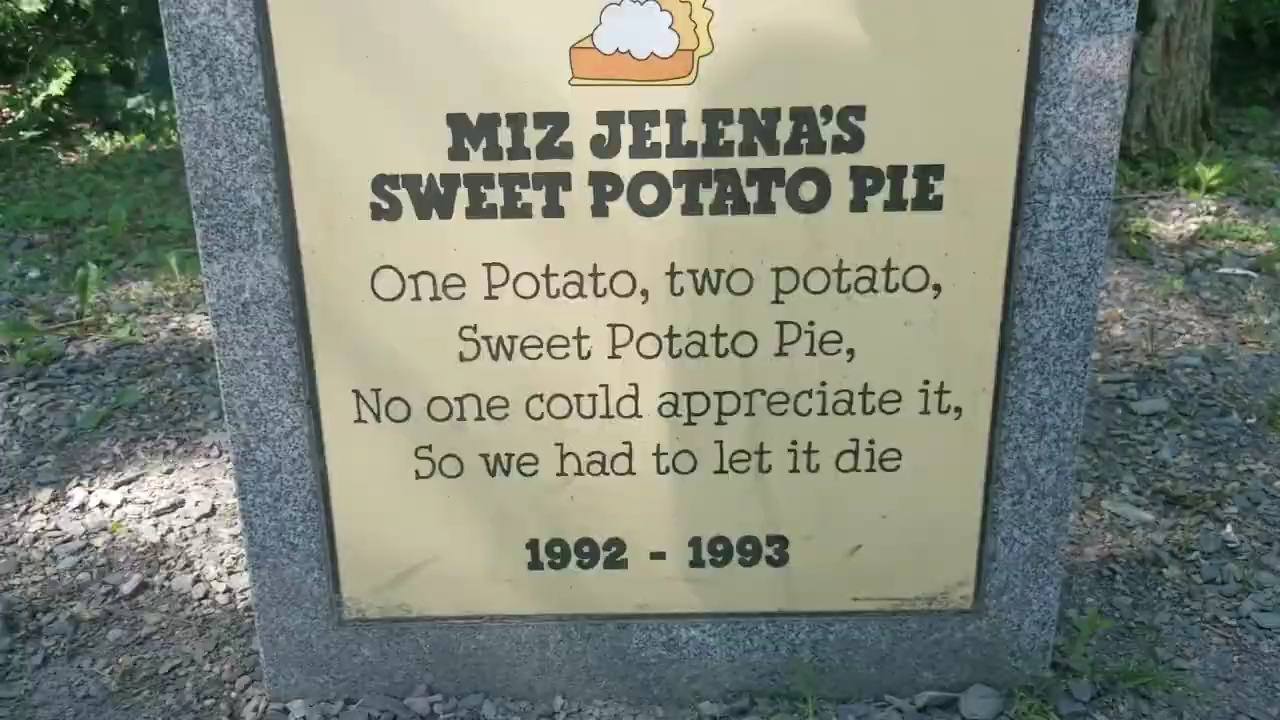 MIZ JELENA'S
SWEET POTATO PIE
One Potato, two potato,
Sweet Potato Pie,
No one could appreciate it,
So we had to let it die
1992 - 1993